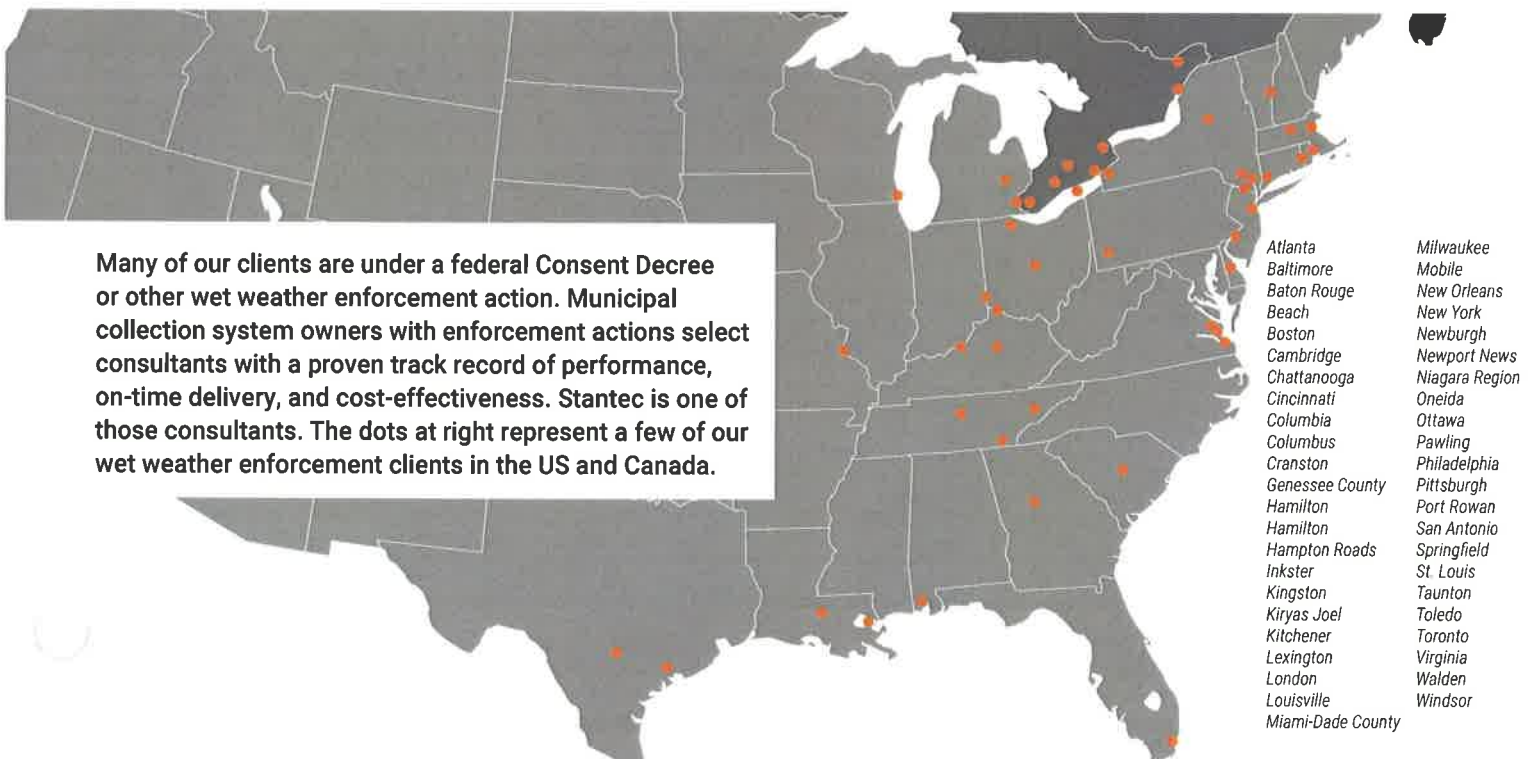 Many of our clients are under a federal Consent Decree
or other wet weather enforcement action. Municipal
collection system owners with enforcement actions select
consultants with a proven track record of performance,
on-time delivery, and cost-effectiveness. Stantec is one of
those consultants. The dots at right represent a few of our
wet weather enforcement clients in the US and Canada.
Atlanta
Baltimore
Baton Rouge
Beach
Boston
Cambridge
Chattanooga
Cincinnati
Columbia
Columbus
Cranston
Genessee County
Hamilton
Hamilton
Hampton Roads
Inkster
Kingston
Kiryas Joel
Kitchener
Lexington
London
Louisville
Miami-Dade County
Milwaukee
Mobile
New Orleans
New York
Newburgh
Newport News
Niagara Region
Oneida
Ottawa
Pawling
Philadelphia
Pittsburgh
Port Rowan
San Antonio
Springfield
St. Louis
Taunton
Toledo
Toronto
Virginia
Walden
Windsor